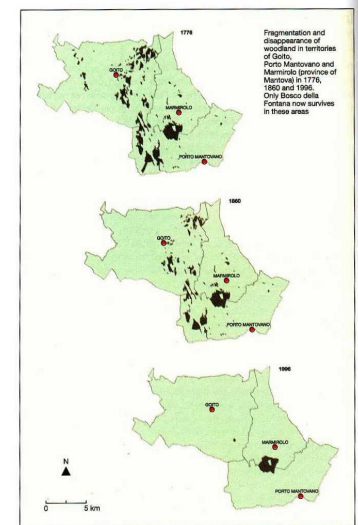 1776
Fragmentation and
disappearance of
woodland in territories
of Goito,
Porto Mantovano and
Marmirolo (province of
Mantova) in 1776,
1860 and 1996.
Only Bosco della
Fontana now survives
in these areas
GOITO
MARMIROLO
PORTO MANTOVANO
1860
GOITO
MARMIROLO
PORTO MANTOVANO
1996
GOITO
MARMIROLO
PORTO MANTOVANO
N
0 5 km